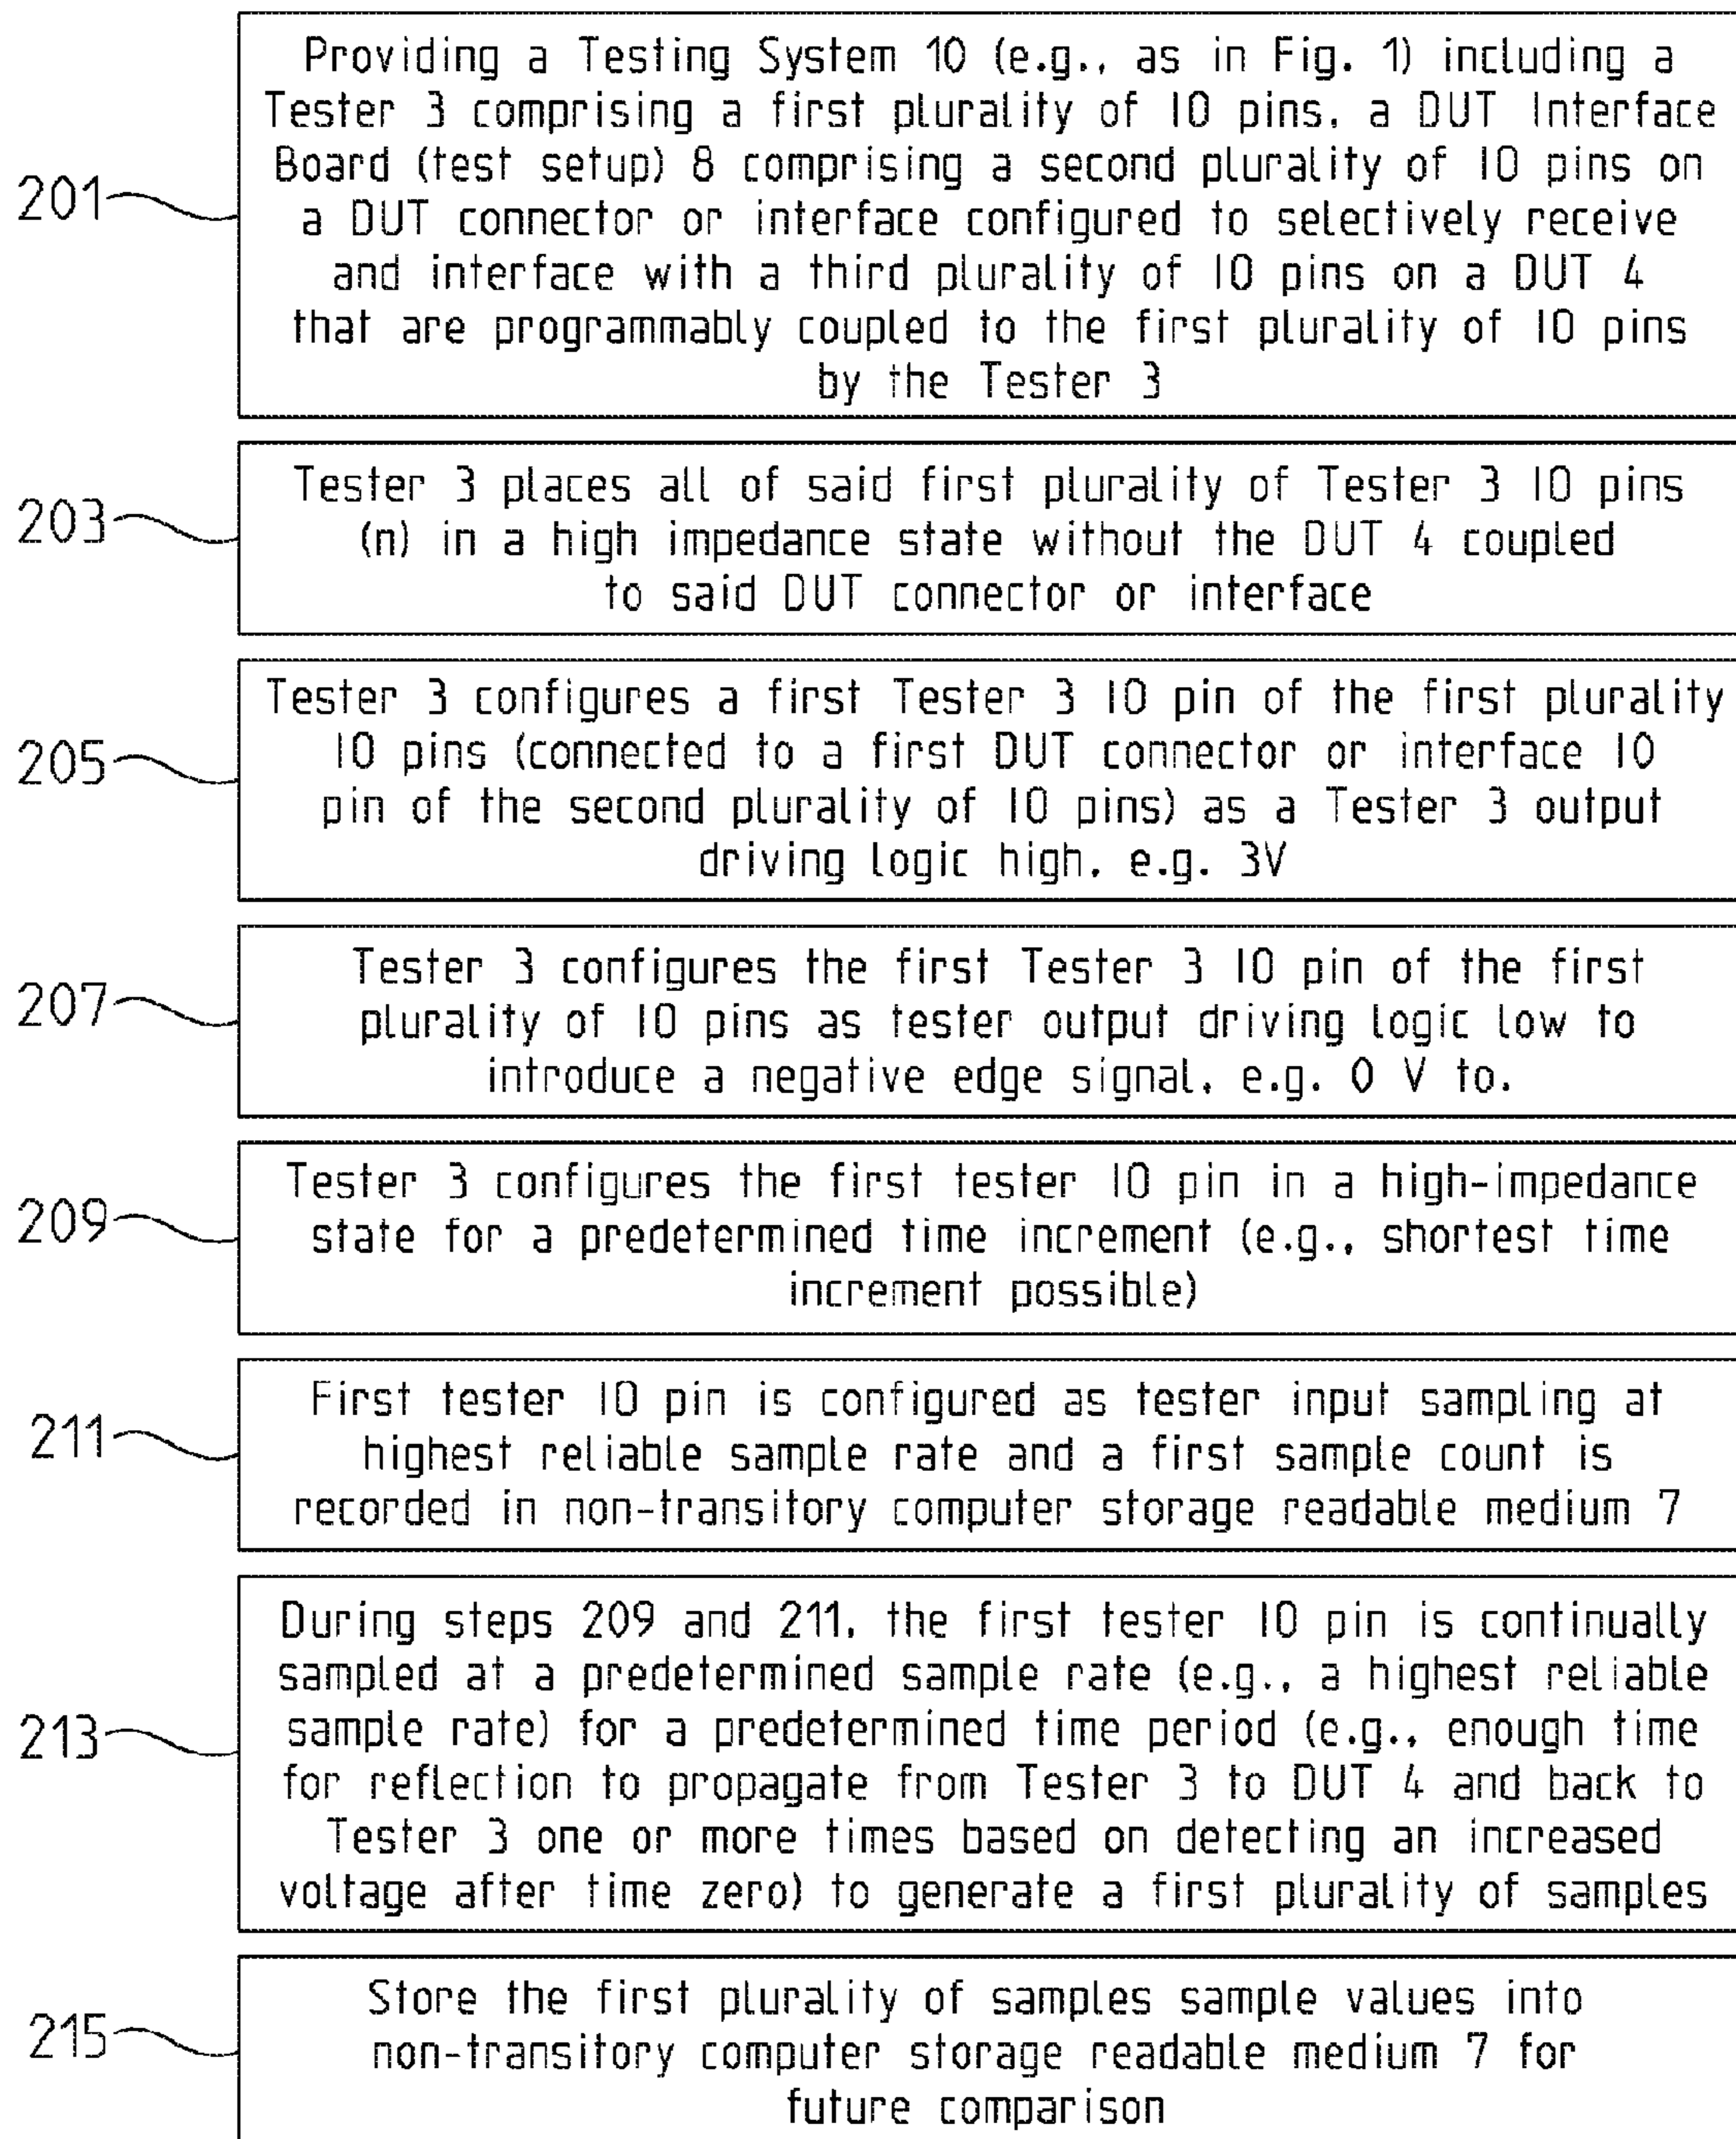 201
Providing a Testing System 10 (e.g., as in Fig. 1) including a
Tester 3 comprising a first plurality of IO pins, a DUT Interface
Board (test setup) 8 comprising a second plurality of IO pins on
a DUT connector or interface configured to selectively receive
and interface with a third plurality of IO pins on a DUT 4
that are programmably coupled to the first plurality of IO pins
by the Tester 3
203
Tester 3 places all of said first plurality of Tester 3 IO pins
(n) in a high impedance state without the DUT 4 coupled
to said DUT connector or interface
205
Tester 3 configures a first Tester 3 IO pin of the first plurality
IO pins (connected to a first DUT connector or interface IO
pin of the second plurality of IO pins) as a Tester 3 output
driving logic high, e.g. 3V
207
Tester 3 configures the first Tester 3 IO pin of the first
plurality of IO pins as tester output driving logic low to
introduce a negative edge signal, e.g. 0 V to.
209
Tester 3 configures the first tester IO pin in a high-impedance
state for a predetermined time increment (e.g., shortest time
increment possible)
211
First tester IO pin is configured as tester input sampling at
highest reliable sample rate and a first sample count is
recorded in non-transitory computer storage readable medium 7
213
During steps 209 and 211, the first tester IO pin is continually
sampled at a predetermined sample rate (e.g., a highest reliable
sample rate) for a predetermined time period (e.g., enough time
for reflection to propagate from Tester 3 to DUT 4 and back to
Tester 3 one or more times based on detecting an increased
voltage after time zero) to generate a first plurality of samples
215
Store the first plurality of samples sample values into
non-transitory computer storage readable medium 7 for
future comparison